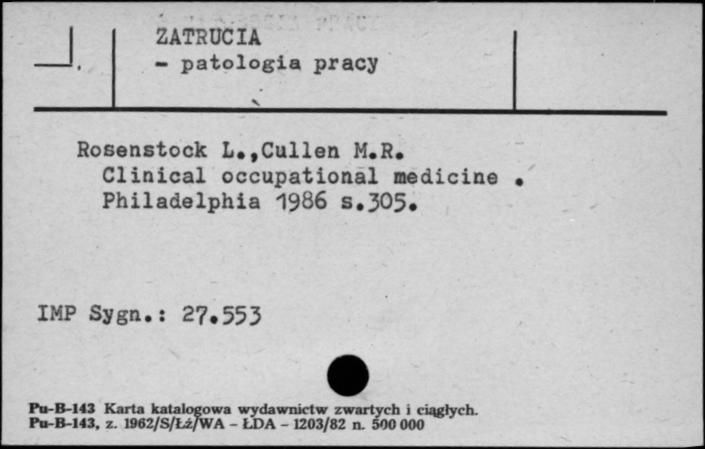 ZATRUCIA
- patologia pracy
Rosenstock L.,Cullen M.R.
Clinical occupational medicine .
Philadelphia 1986 s.305.
IMP Sygn.: 27.553
Pu-B-143 Karta katalogowa wydawnictw zwartych i ciągłych.
Pu-B-143, z. 1962/S/Łź/WA - ŁDA - 1203/82 n. 500 000